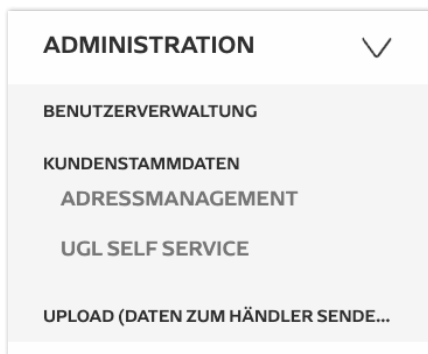 ADMINISTRATION
BENUTZERVERWALTUNG
KUNDENSTAMMDATEN
ADRESSMANAGEMENT
UGL SELF SERVICE
UPLOAD (DATEN ZUM HÄNDLER SENDE...